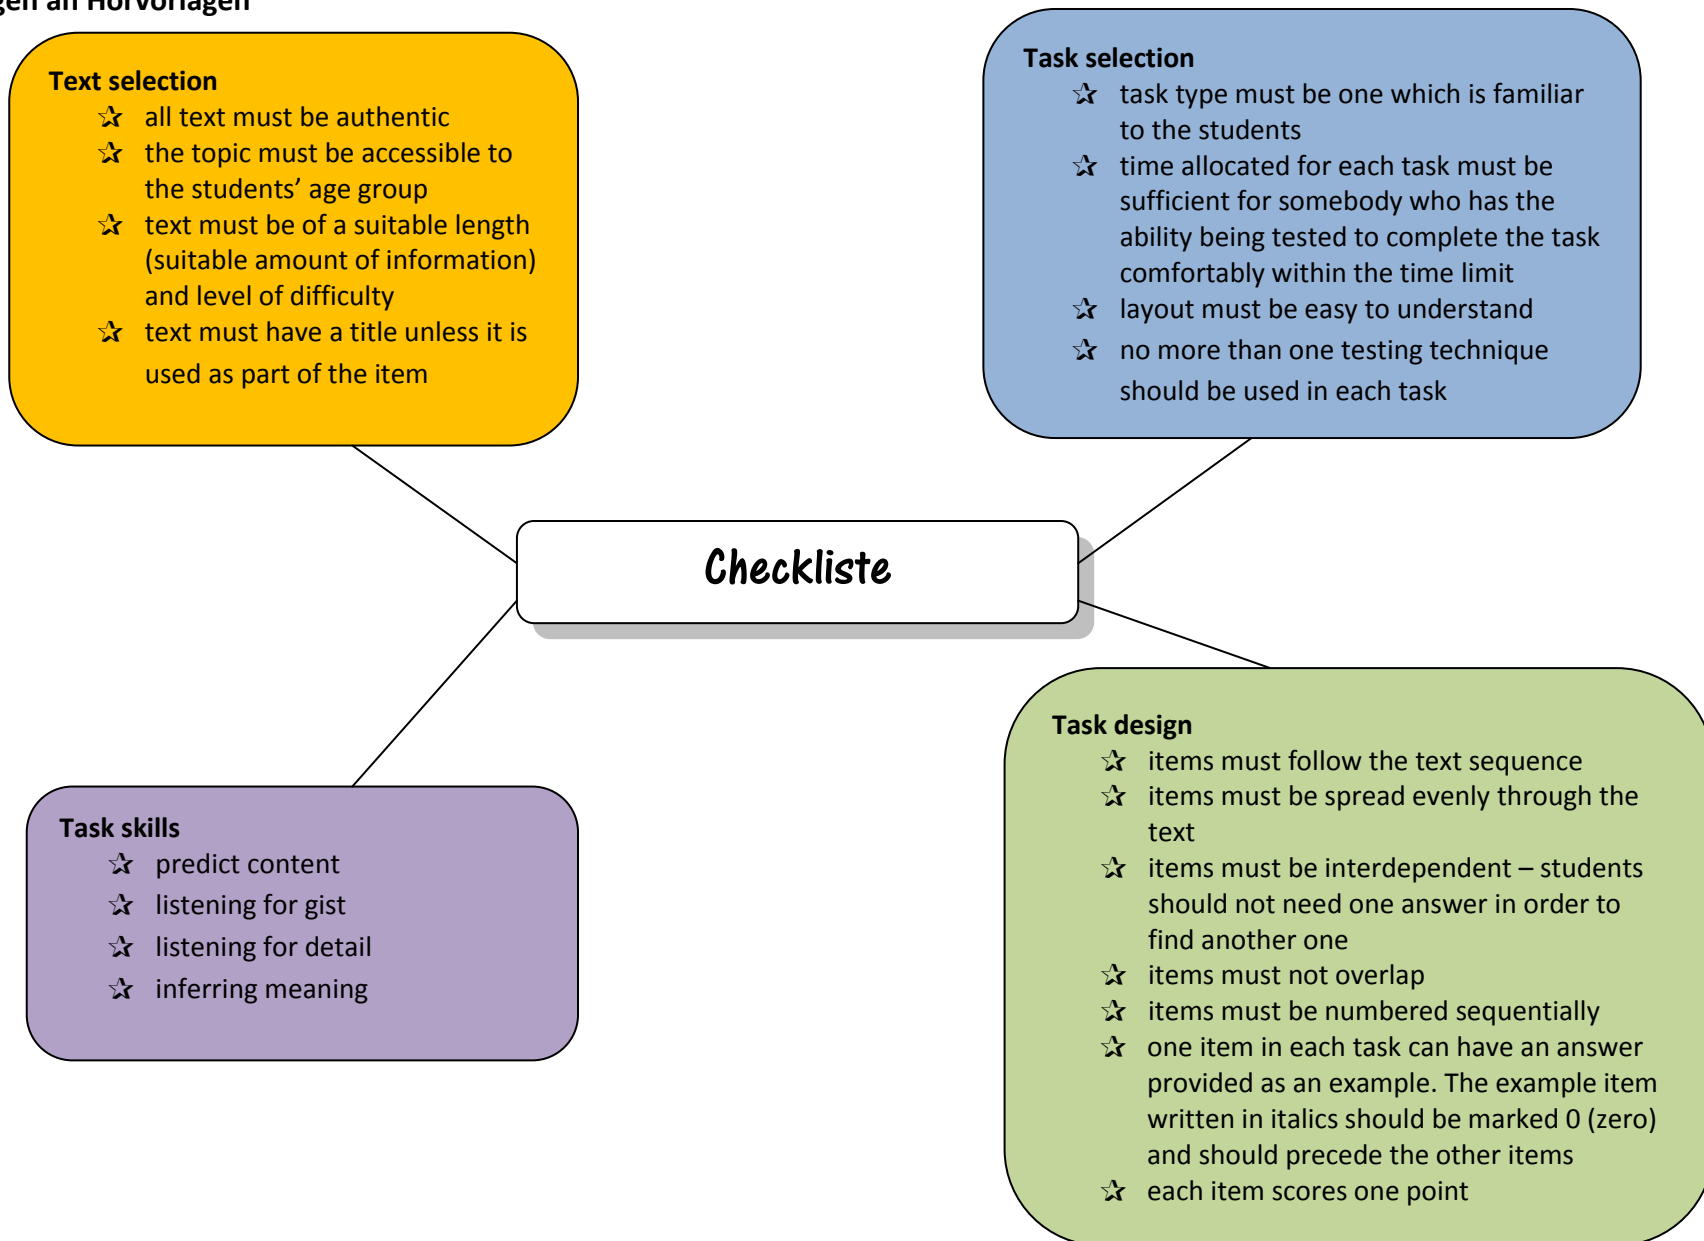 gen an Horvorlagen
Text selection
✰ all text must be authentic
✰ the topic must be accessible to
the students’ age group
✰ text must be of a suitable length
(suitable amount of information)
and level of difficulty
✰ text must have a title unless it is
used as part of the item
Task selection
✰ task type must be one which is familiar
to the students
✰ time allocated for each task must be
sufficient for somebody who has the
ability being tested to complete the task
comfortably within the time limit
✰ layout must be easy to understand
✰ no more than one testing technique
should be used in each task
Checkliste
Task skills
✰ predict content
✰ listening for gist
✰ listening for detail
✰ inferring meaning
Task design
✰ items must follow the text sequence
✰ items must be spread evenly through the
text
✰ items must be interdependent – students
should not need one answer in order to
find another one
✰ items must not overlap
✰ items must be numbered sequentially
✰ one item in each task can have an answer
provided as an example. The example item
written in italics should be marked 0 (zero)
and should precede the other items
✰ each item scores one point